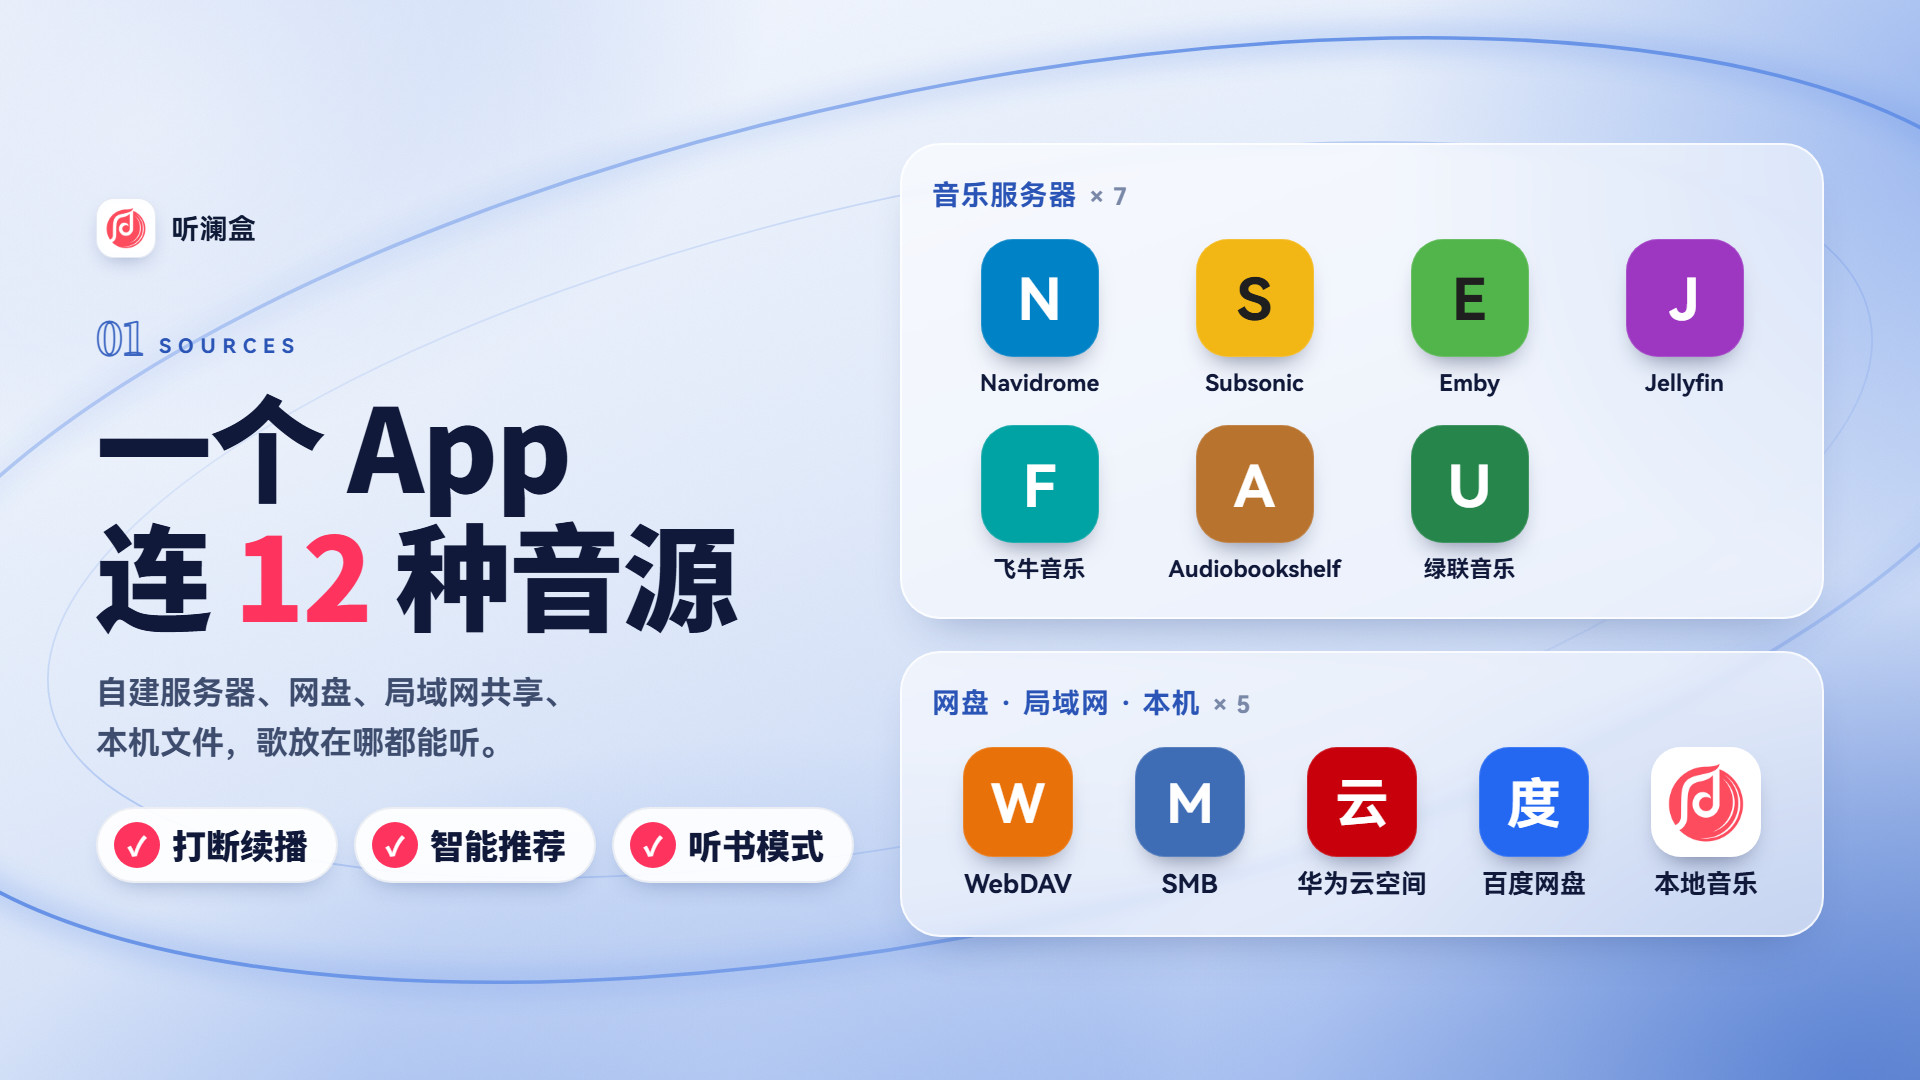 听澜盒
01 SOURCES
一个 App
连 12 种音源
自建服务器、网盘、局域网共享、
本机文件，歌放在哪都能听。
打断续播
智能推荐
听书模式
音乐服务器 × 7
N
S
E
J
Navidrome
Subsonic
Emby
Jellyfin
F
A
U
飞牛音乐
Audiobookshelf
绿联音乐
网盘 · 局域网 · 本机 × 5
W
M
云
度
WebDAV
SMB
华为云空间
百度网盘
本地音乐